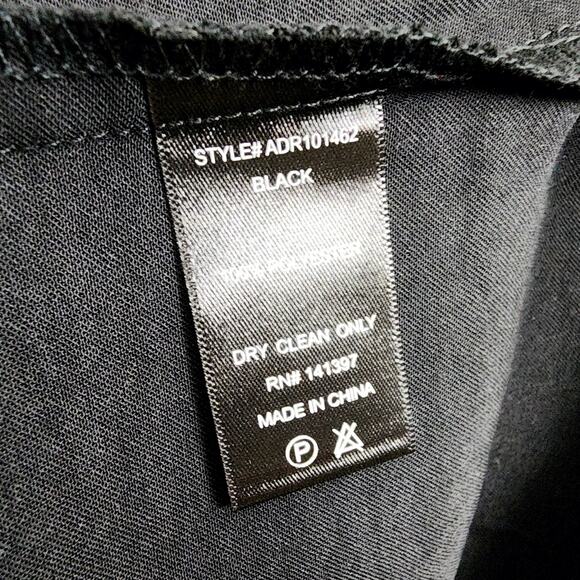 STYLE# ADR101462
BLACK
100% POLYESTER
DRY CLEAN ONLY
RN# 141397
MADE IN CHINA
P